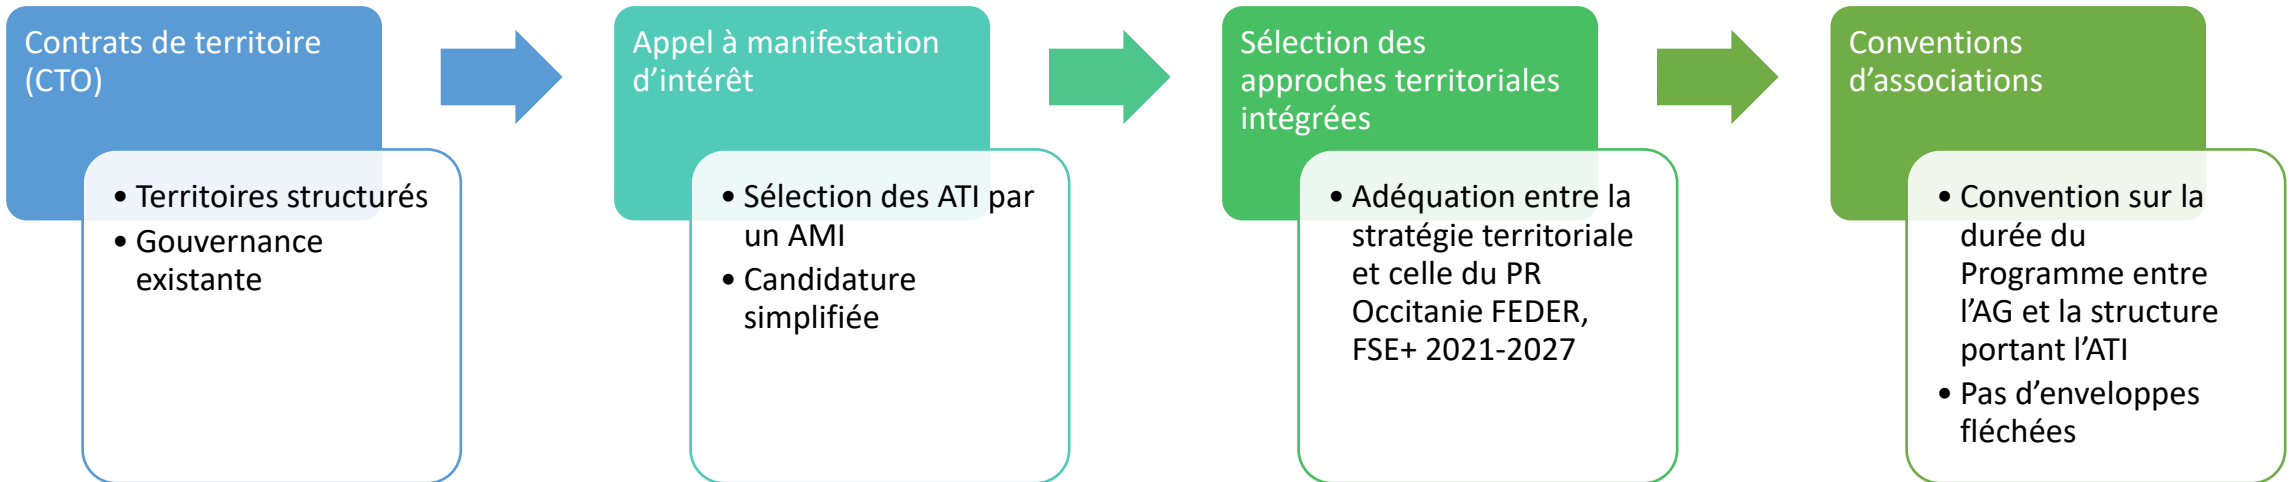 Contrats de territoire
(CTO)
• Territoires structurés
• Gouvernance
existante
Appel à manifestation
d’intérêt
• Sélection des ATI par
un AMI
• Candidature
simplifiée
Sélection des
approches territoriales
intégrées
• Adéquation entre la
stratégie territoriale
et celle du PR
Occitanie FEDER,
FSE+ 2021-2027
Conventions
d’associations
• Convention sur la
durée du
Programme entre
l’AG et la structure
portant l’ATI
• Pas d’enveloppes
fléchées